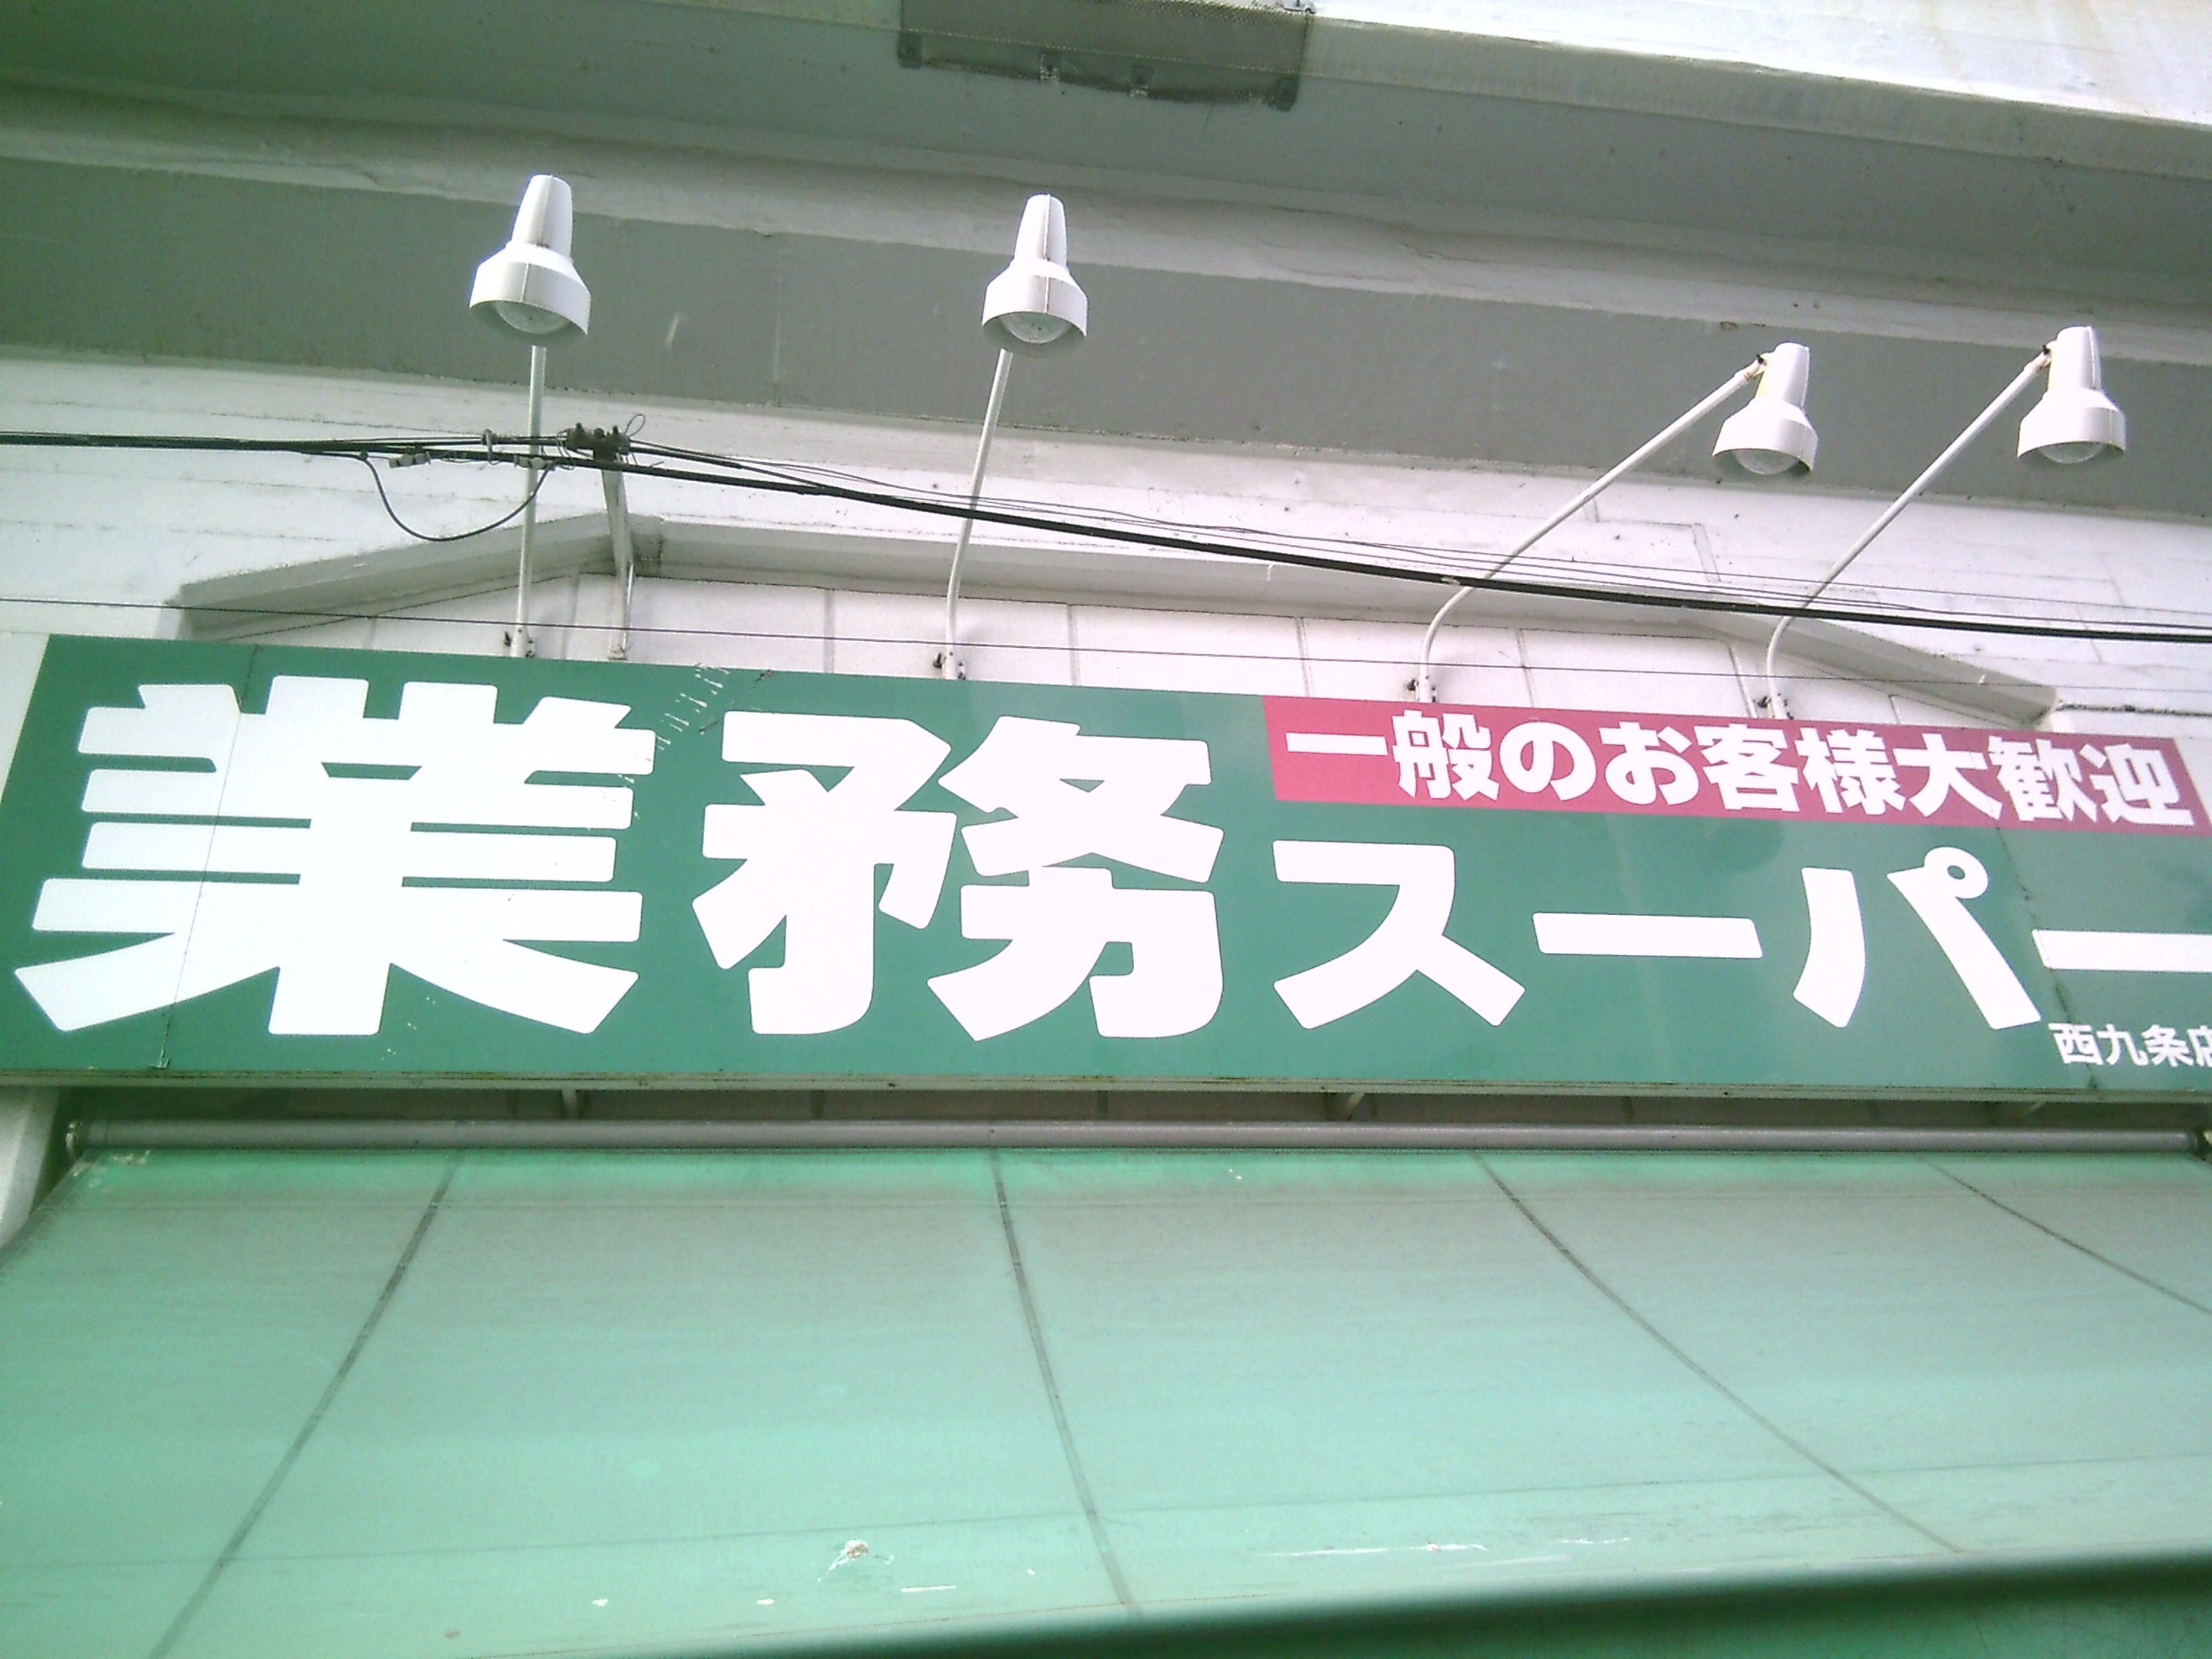 一般のお客様大歓迎
業務スーパー
西九条店